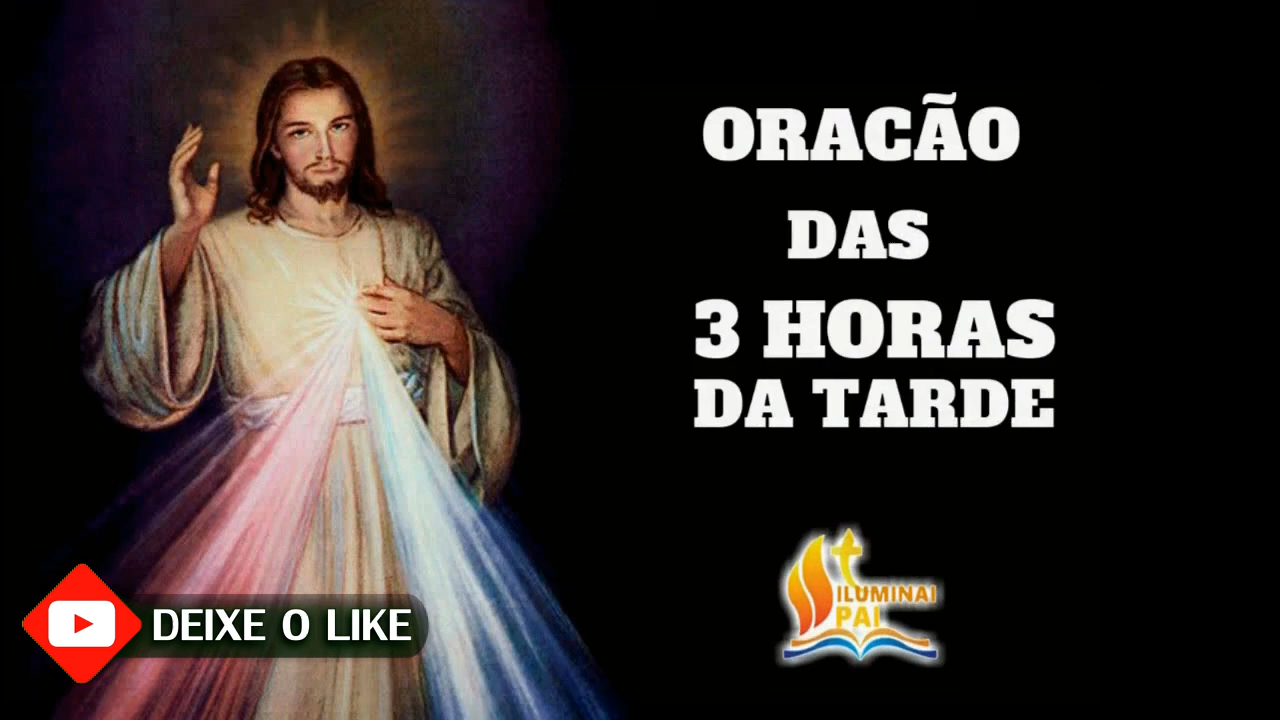 ORACÃO
DAS
3 HORAS
DA TARDE
ILUMINAI
PAI
DEIXE O LIKE